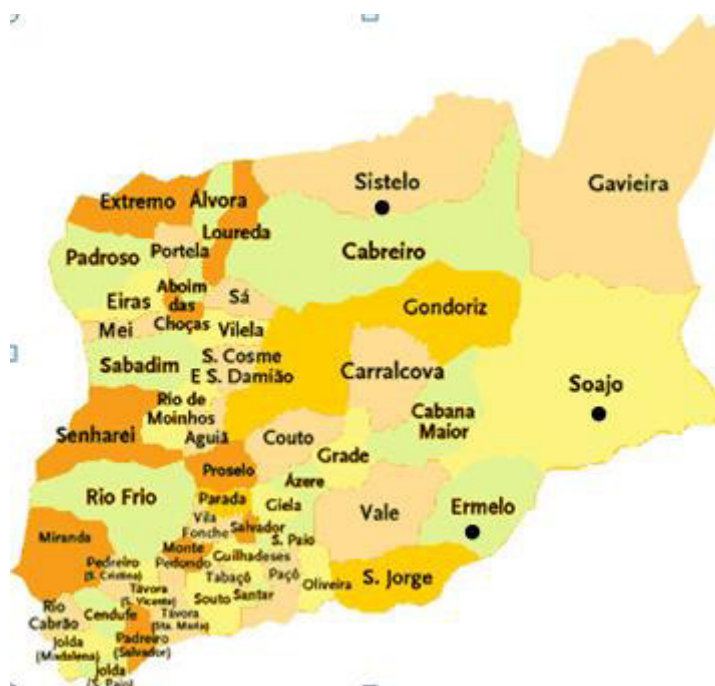 Sistelo
Gavieira
Extremo
Álvora
Loureda
Cabreiro
Padroso
Portela
Aboim
das
Choças
Eiras
Sá
Gondoriz
Mei
Vilela
Sabadim
S. Cosme
E S. Damião
Carralcova
Soajo
Rio de
Moinhos
Cabana
Maior
Senharei
Aguiã
Couto
Grade
Proselo
Ázere
Rio Frio
Parada
Giela
Vale
Ermelo
Vila
Fonche
Salvador
S. Paio
Miranda
Monte
Pedondo
Guilhadeses
Pedreiro
(S. Cristina)
Tabaçô
Paçô
Oliveira
S. Jorge
Távora
(S. Vicente)
Souto
Santar
Rio
Cabrão
Cendufe
Távora
(Sta. Maria)
Padreiro
(Salvador)
Jolda
(Madalena)
Jolda
(S. Paio)